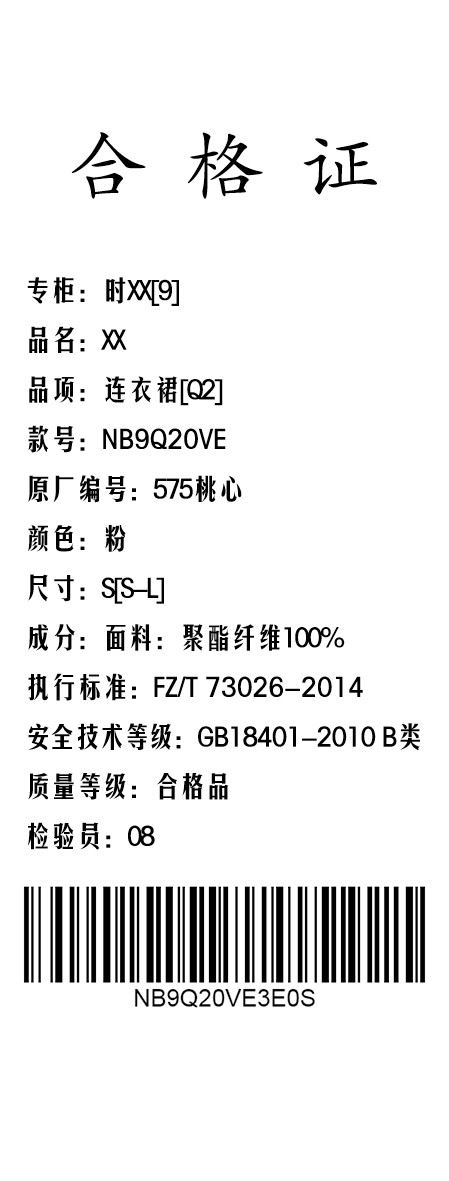 合格证
专柜：时XX[9]
品名：XX
品项：连衣裙[Q2]
款号：NB9Q20VE
原厂编号：575桃心
颜色：粉
尺寸：S[S-L]
成分：面料：聚酯纤维100%
执行标准：FZ/T 73026-2014
安全技术等级：GB18401-2010 B类
质量等级：合格品
检验员：08
NB9Q20VE3E0S